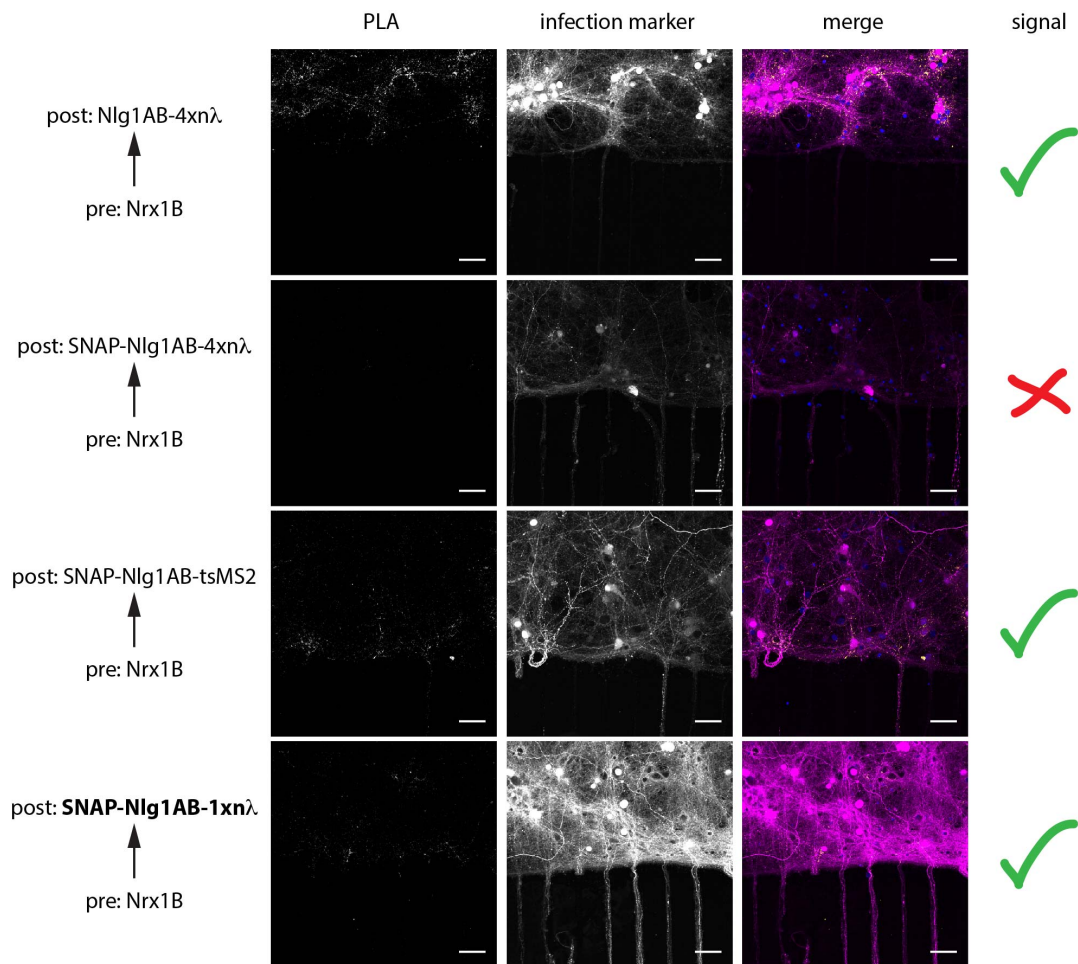 PLA infection marker merge signal
post: Nlg1AB-4xnλ
pre: Nrx1B
post: SNAP-Nlg1AB-4xnλ
pre: Nrx1B
post: SNAP-Nlg1AB-tsMS2
pre: Nrx1B
post: SNAP-Nlg1AB-1xnλ
pre: Nrx1B